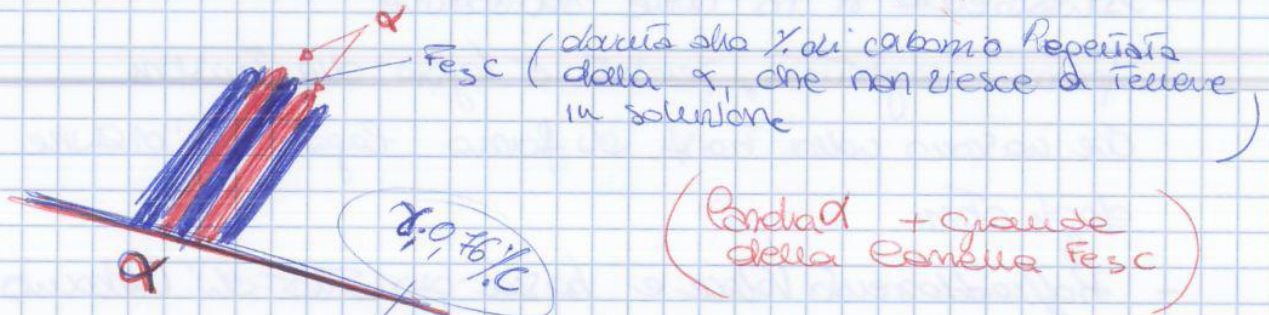 α
Fe₃C (dovuta alla % di carbonio Rigettata
dalla α, che non riesce a Tenere
in soluzione)
α
γ 0,76% C
(lamella α + grande
della lamella Fe₃C)